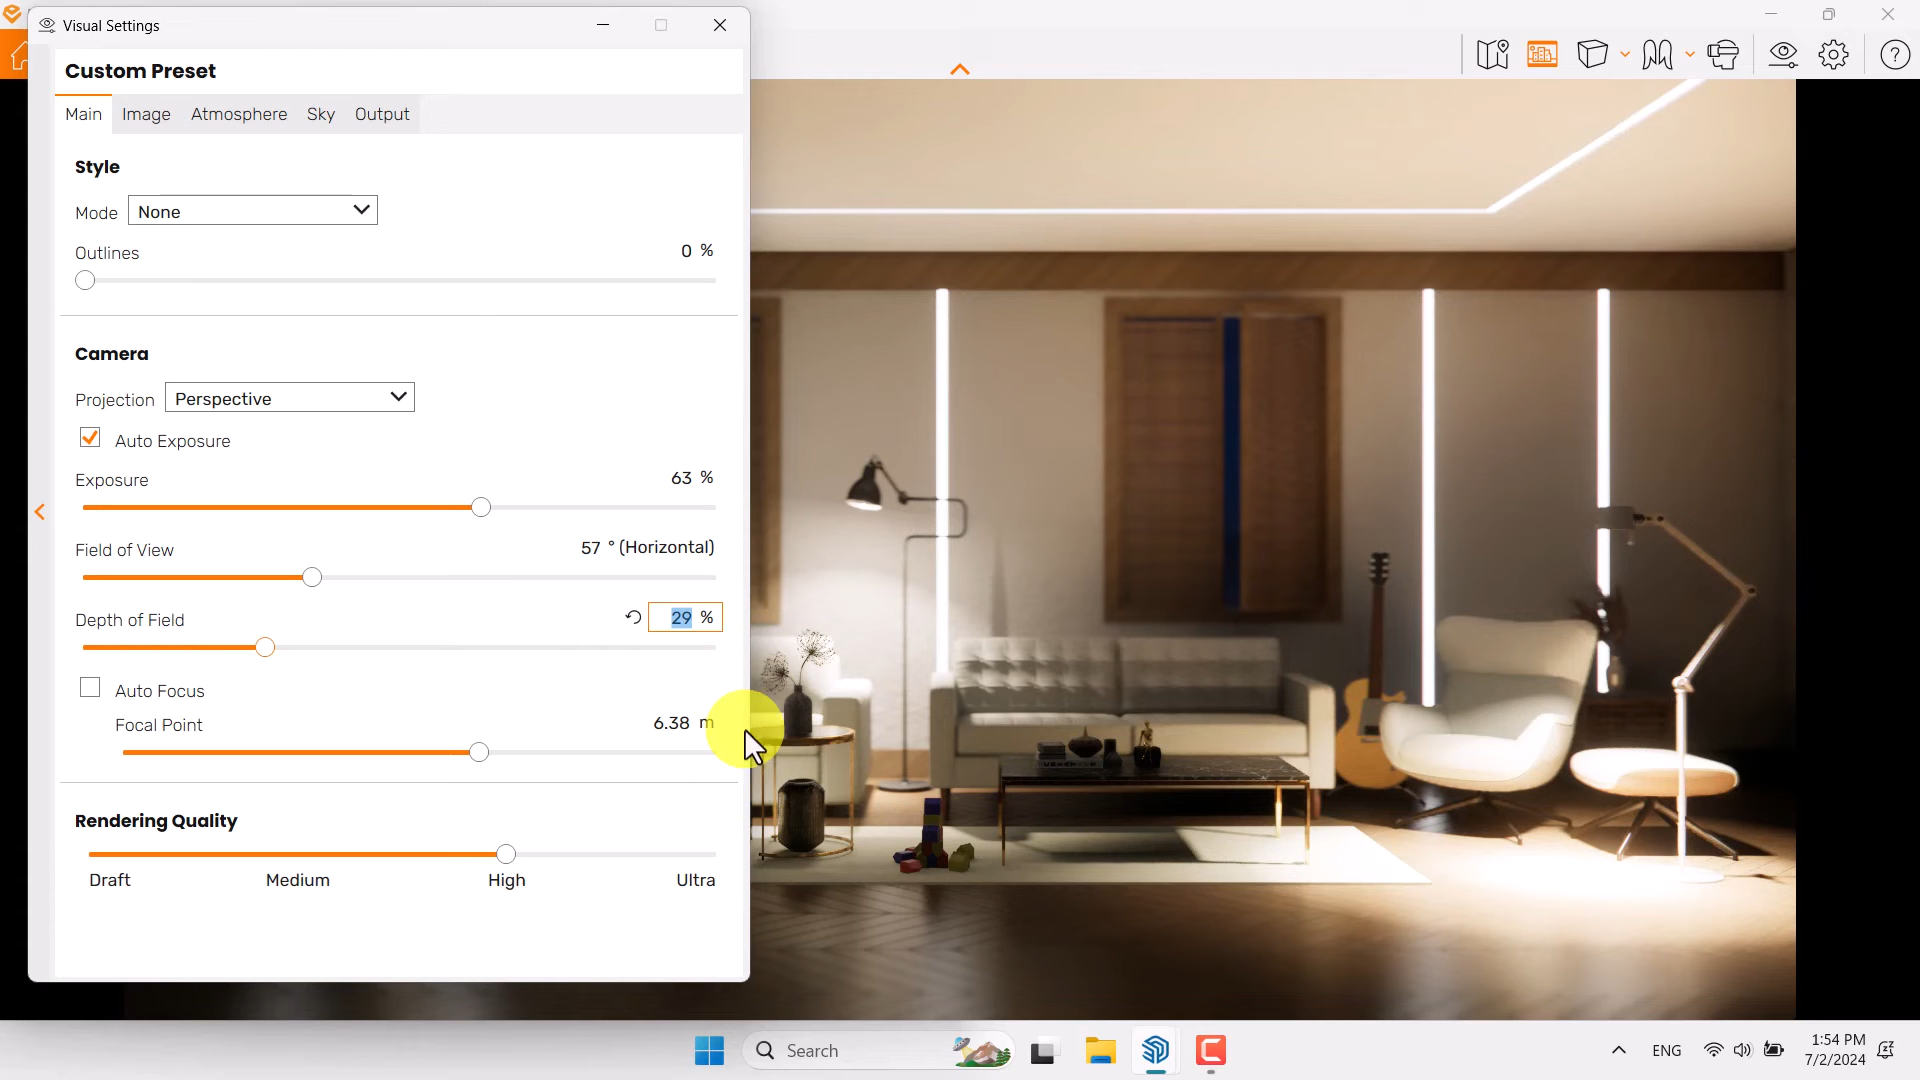 Visual Settings
Custom Preset
Main Image Atmosphere Sky Output
Style
Mode None
Outlines 0 %
Camera
Projection Perspective
Auto Exposure
Exposure 63 %
Field of View 57 ° (Horizontal)
Depth of Field 29 %
Auto Focus
Focal Point 6.38 m
Rendering Quality
Draft Medium High Ultra
Search
ENG
1:54 PM
7/2/2024